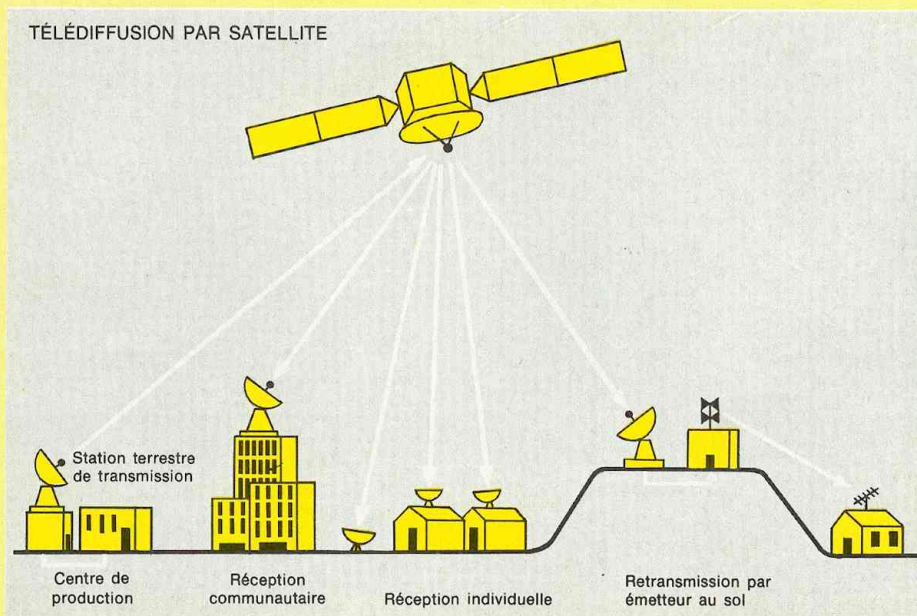 TÉLÉDIFFUSION PAR SATELLITE
Station terrestre
de transmission
Centre de
production
Réception
communautaire
Réception individuelle
Retransmission par
émetteur au sol